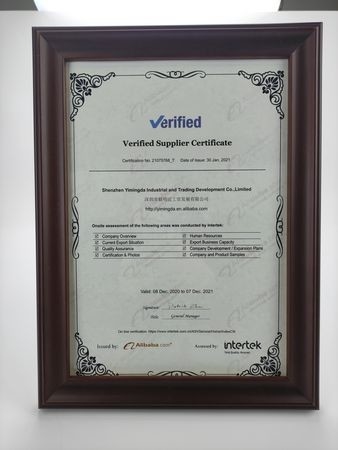 Verified
Verified Supplier Certificate
Certification No. 21075768_T Date of issue: 30 Jan, 2021
Shenzhen Yimingda Industrial and Trading Development Co.,Limited
http://yimingda.en.alibaba.com
Onsite assessment of the following areas was conducted by Intertek:
Company Overview Human Resources
Current Export Situation Export Business Capacity
Quality Assurance Company Development / Expansion Plans
Certification & Photos Company and Product Samples
Valid: 08 Dec, 2020 to 07 Dec, 2021
Signature:
Title: General Manager
Issued by: Alibaba.com Assessed by: intertek
Total Quality. Assured.